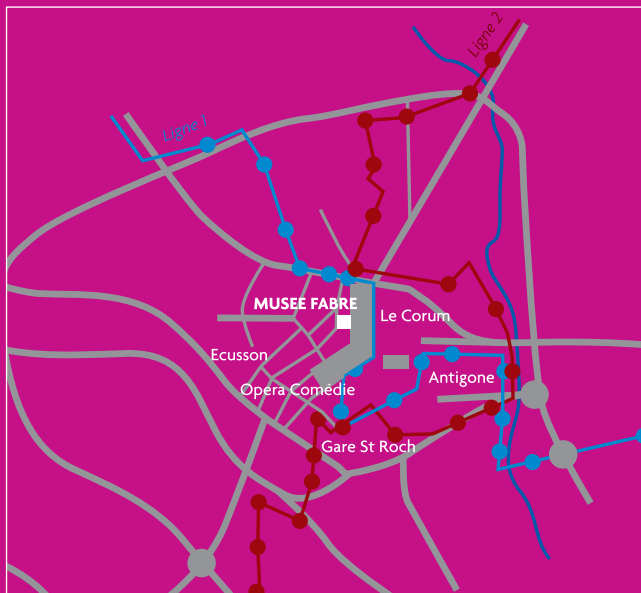 Ligne 2
Ligne 1
MUSEE FABRE
Le Corum
Ecusson
Antigone
Opera Comédie
Gare St Roch